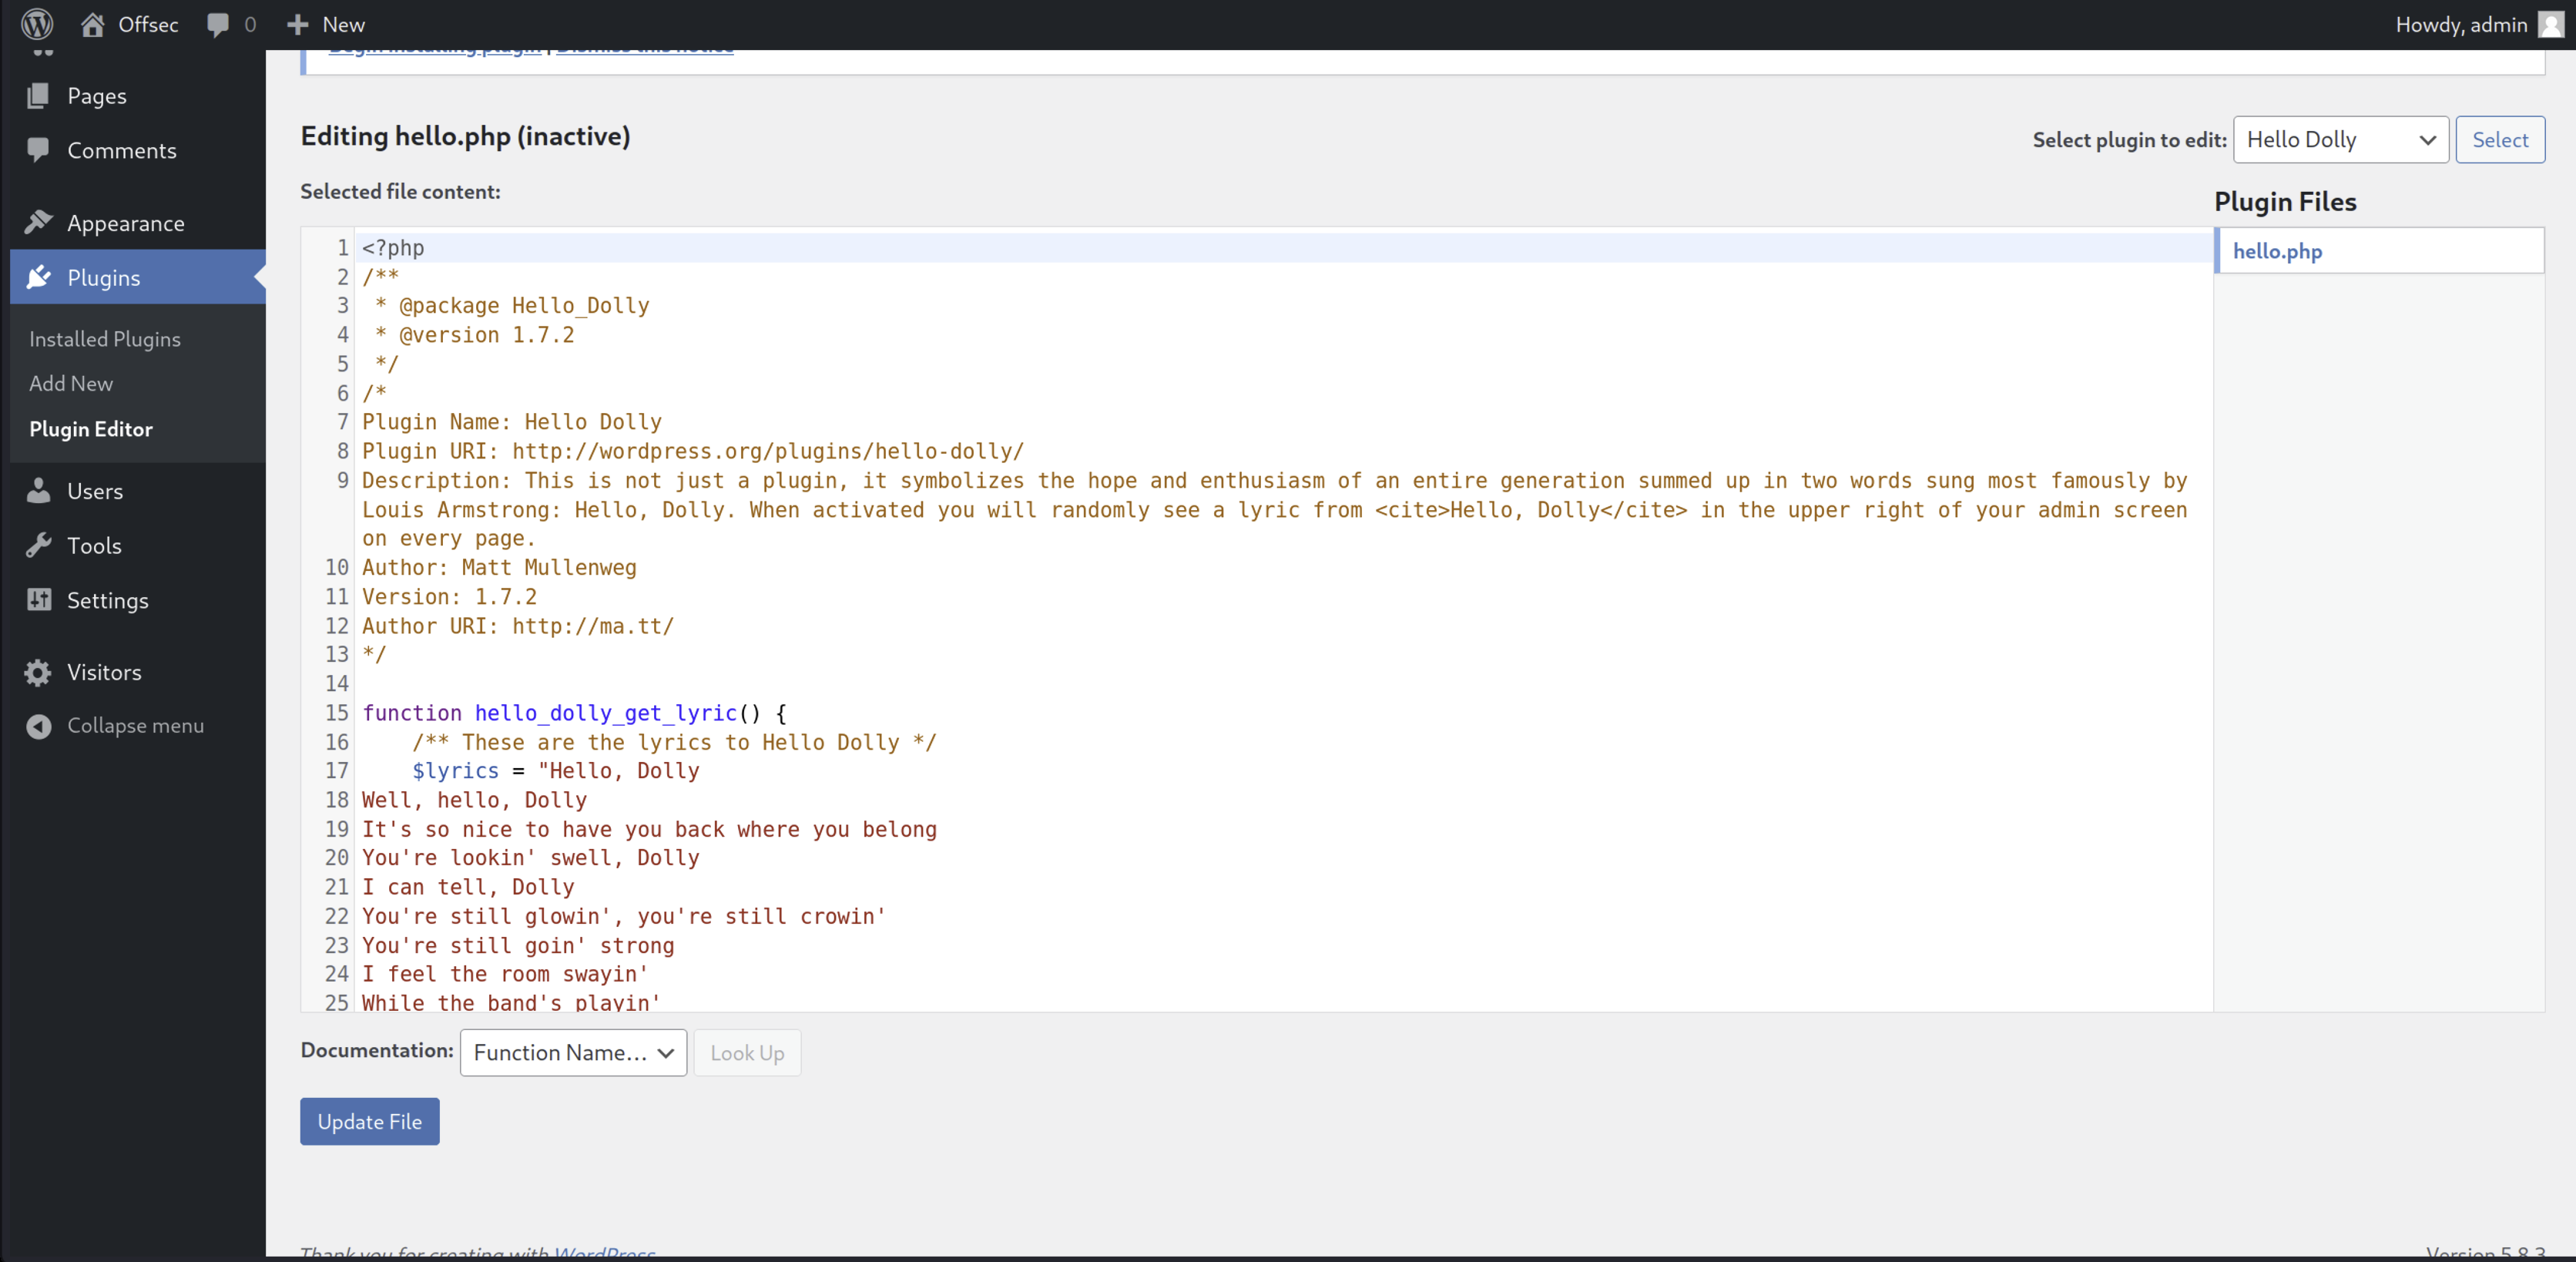 Offsec 0 New Howdy, admin
Begin installing plugin | Dismiss this notice
Pages
Comments
Appearance
Plugins
Installed Plugins
Add New
Plugin Editor
Users
Tools
Settings
Visitors
Collapse menu
Editing hello.php (inactive)
Select plugin to edit: Hello Dolly Select
Selected file content:
Plugin Files
hello.php
1 <?php
2 /**
3  * @package Hello_Dolly
4  * @version 1.7.2
5  */
6 /*
7 Plugin Name: Hello Dolly
8 Plugin URI: http://wordpress.org/plugins/hello-dolly/
9 Description: This is not just a plugin, it symbolizes the hope and enthusiasm of an entire generation summed up in two words sung most famously by
Louis Armstrong: Hello, Dolly. When activated you will randomly see a lyric from <cite>Hello, Dolly</cite> in the upper right of your admin screen
on every page.
10 Author: Matt Mullenweg
11 Version: 1.7.2
12 Author URI: http://ma.tt/
13 */
14
15 function hello_dolly_get_lyric() {
16     /** These are the lyrics to Hello Dolly */
17     $lyrics = "Hello, Dolly
18 Well, hello, Dolly
19 It's so nice to have you back where you belong
20 You're lookin' swell, Dolly
21 I can tell, Dolly
22 You're still glowin', you're still crowin'
23 You're still goin' strong
24 I feel the room swayin'
25 While the band's playin'
Documentation: Function Name... Look Up
Update File
Thank you for creating with WordPress
Version 5.8.3